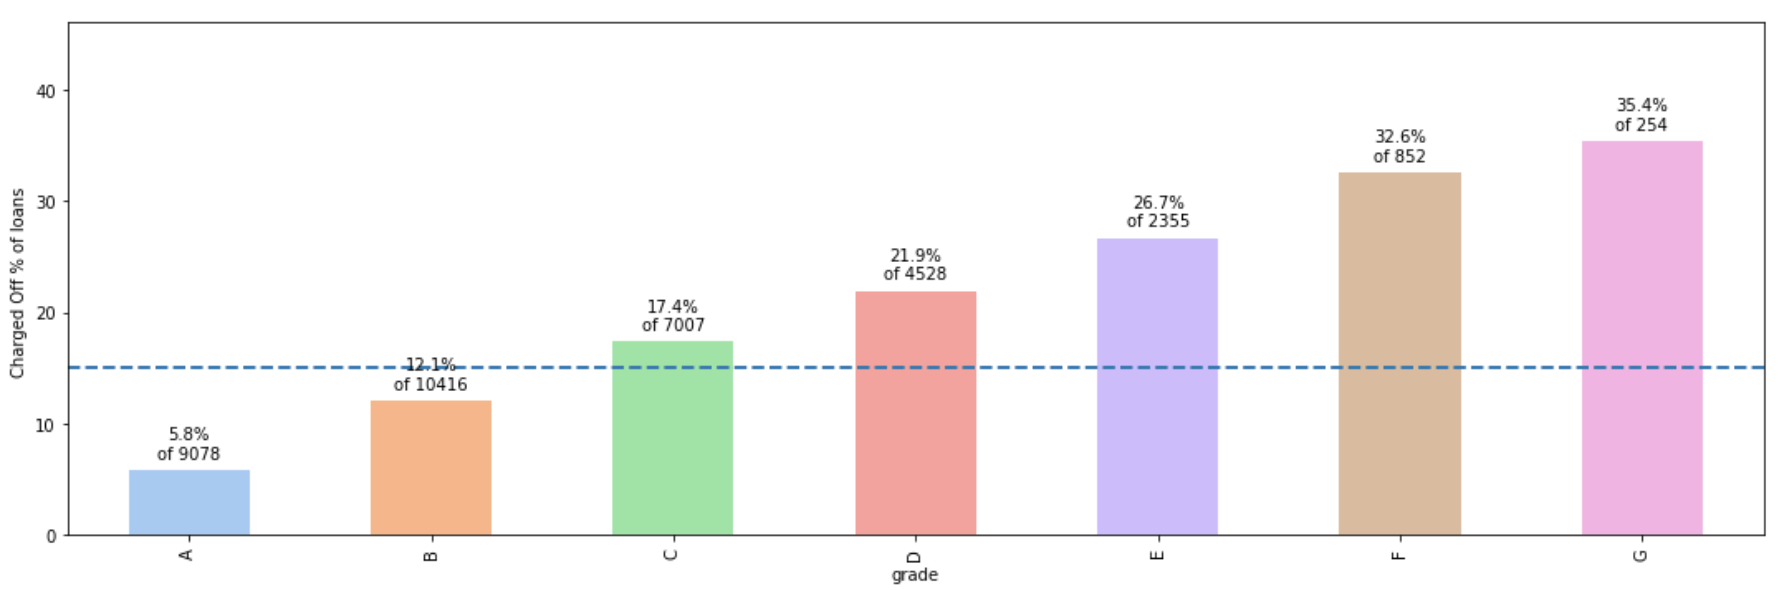 Charged Off % of loans
40
30
20
10
0
5.8%
of 9078
12.1%
of 10416
17.4%
of 7007
21.9%
of 4528
26.7%
of 2355
32.6%
of 852
35.4%
of 254
A
B
C
D
E
F
G
grade